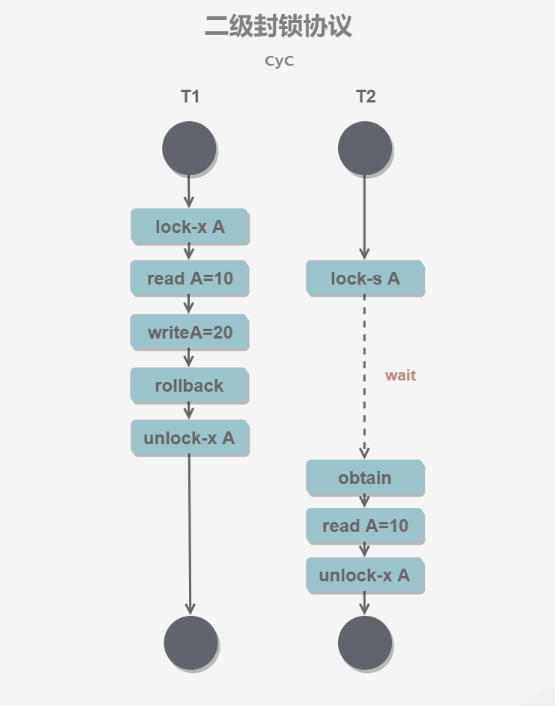 二级封锁协议
CyC
T1
T2
lock-x A
read A=10
lock-s A
writeA=20
wait
rollback
unlock-x A
obtain
read A=10
unlock-x A